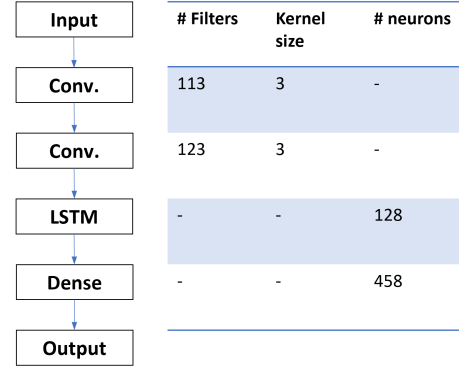 Input
# Filters Kernel size # neurons
Conv.
113 3 -
Conv.
123 3 -
LSTM
- - 128
Dense
- - 458
Output